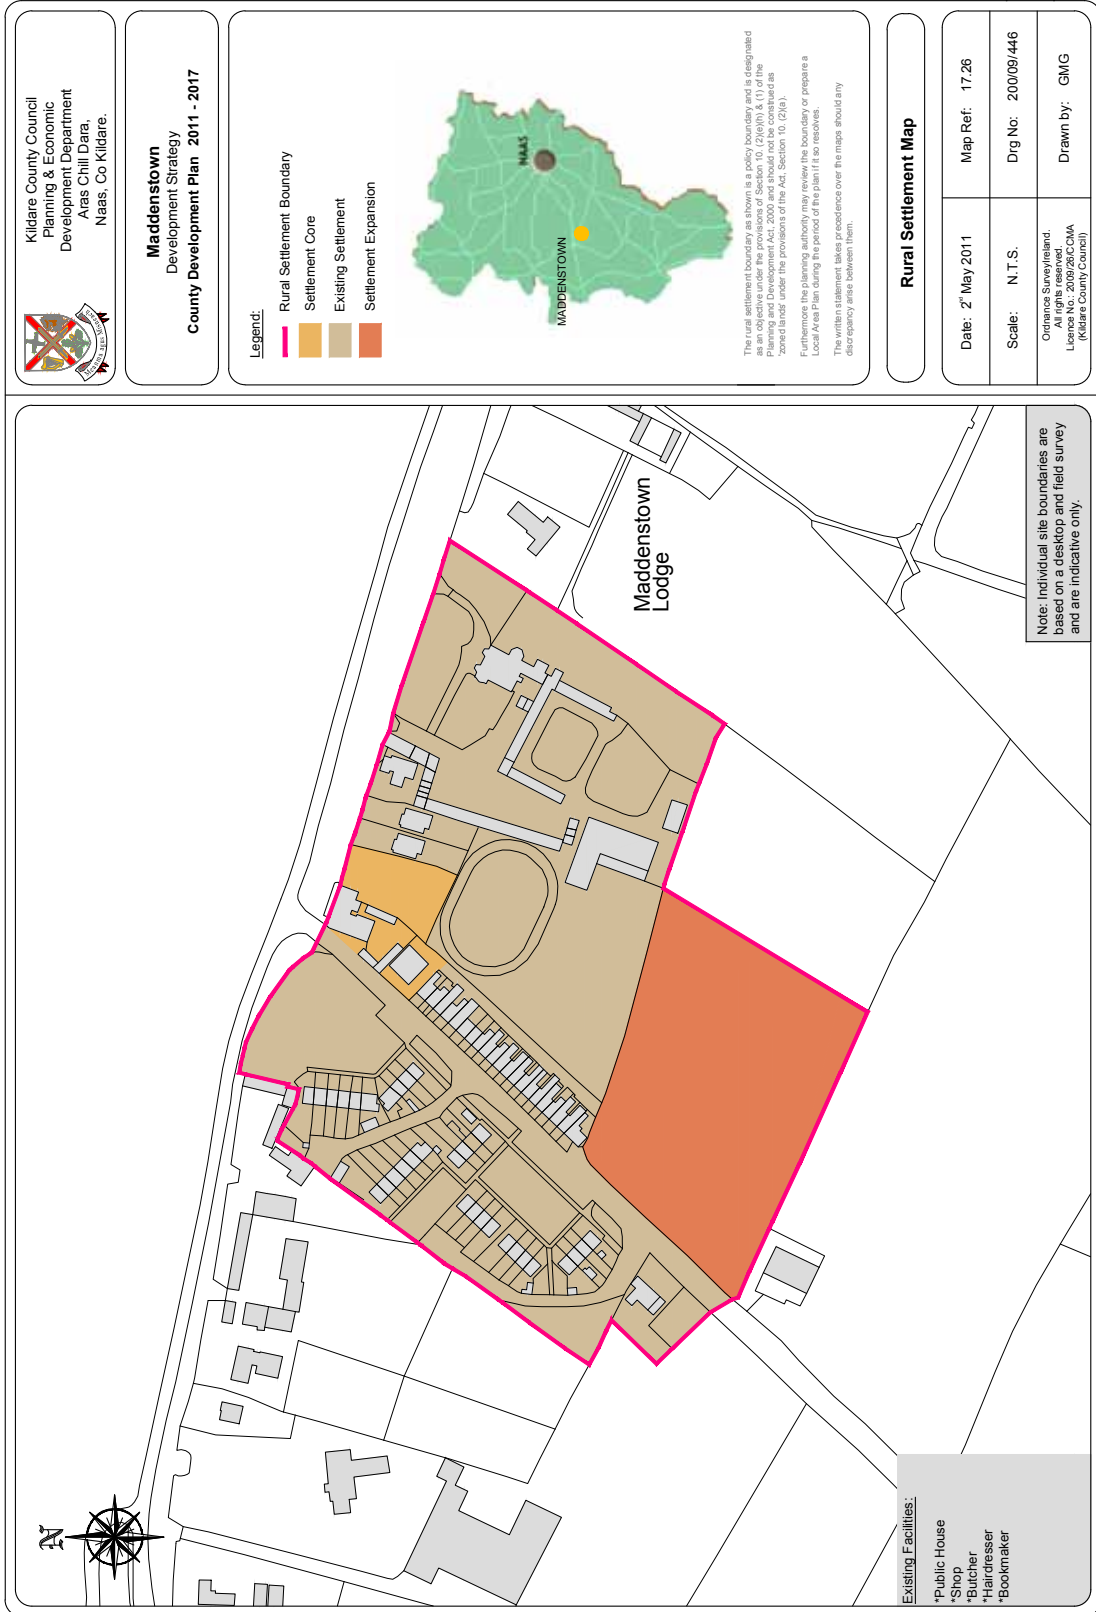 Kildare County Council
Planning & Economic
Development Department
Aras Chill Dara,
Naas, Co Kildare.
Maddenstown
Development Strategy
County Development Plan 2011 - 2017
Legend:
Rural Settlement Boundary
Settlement Core
Existing Settlement
Settlement Expansion
NAAS
MADDENSTOWN
The rural settlement boundary as shown is a policy boundary and is designated
as an objective under the provisions of Section 10, (2)(e)(h) & (1) of the
Planning and Development Act, 2000 and should not be construed as
'zoned lands' under the provisions of the Act, Section 10, (2)(a).
Furthermore the planning authority may review the boundary or prepare a
Local Area Plan during the period of the plan if it so resolves.
The written statement takes precedence over the maps should any
discrepancy arise between them.
Rural Settlement Map
Date: 2nd May 2011
Map Ref: 17.26
Scale: N.T.S.
Drg No: 200/09/446
Ordnance Survey Ireland.
All rights reserved.
Licence No.: 2009/26/CCMA
(Kildare County Council)
Drawn by: GMG
Maddenstown
Lodge
Note: Individual site boundaries are
based on a desktop and field survey
and are indicative only.
N
Existing Facilities:
*Public House
*Shop
*Butcher
*Hairdresser
*Bookmaker